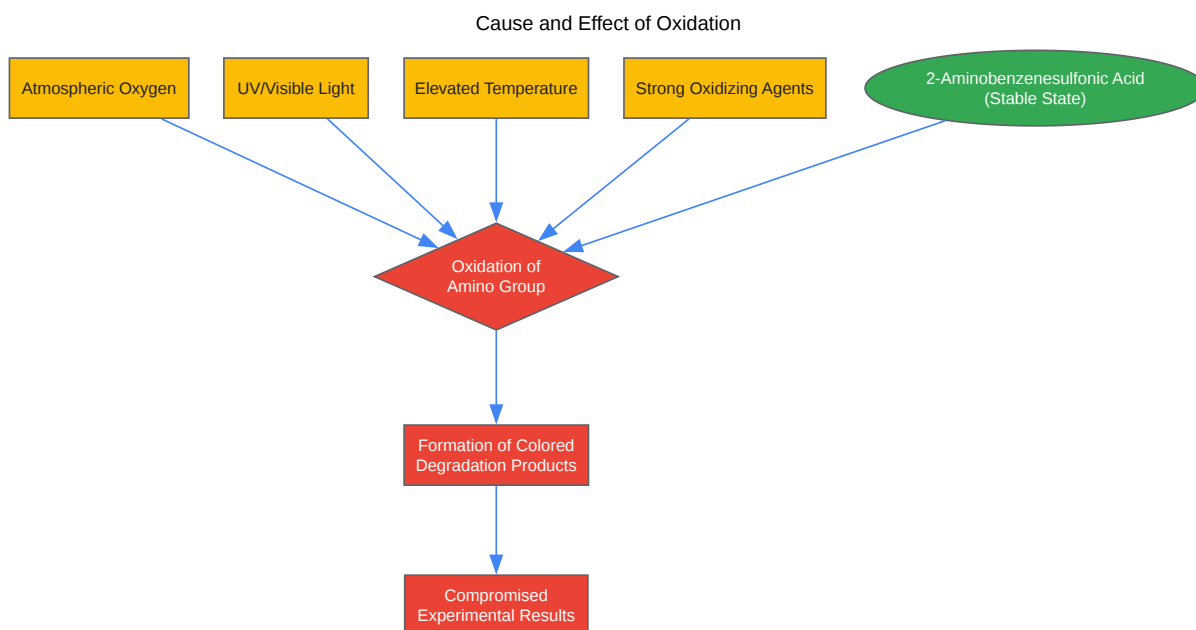 Cause and Effect of Oxidation
Atmospheric Oxygen
UV/Visible Light
Elevated Temperature
Strong Oxidizing Agents
2-Aminobenzenesulfonic Acid
(Stable State)
Oxidation of
Amino Group
Formation of Colored
Degradation Products
Compromised
Experimental Results